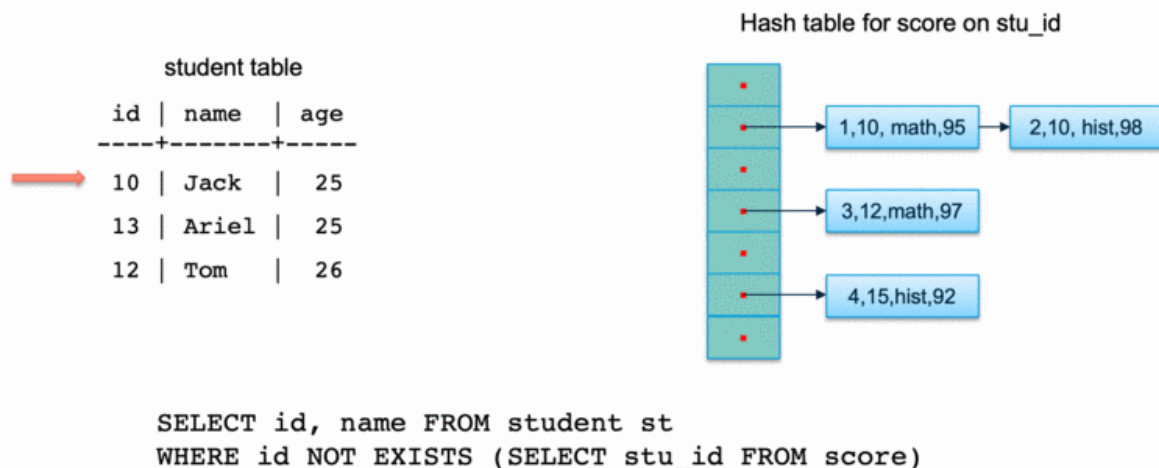 Hash table for score on stu_id
student table
id | name | age
----+-------+-----
10 | Jack | 25
13 | Ariel | 25
12 | Tom | 26
1,10, math,95
2,10, hist,98
3,12,math,97
4,15,hist,92
SELECT id, name FROM student st
WHERE id NOT EXISTS (SELECT stu_id FROM score)